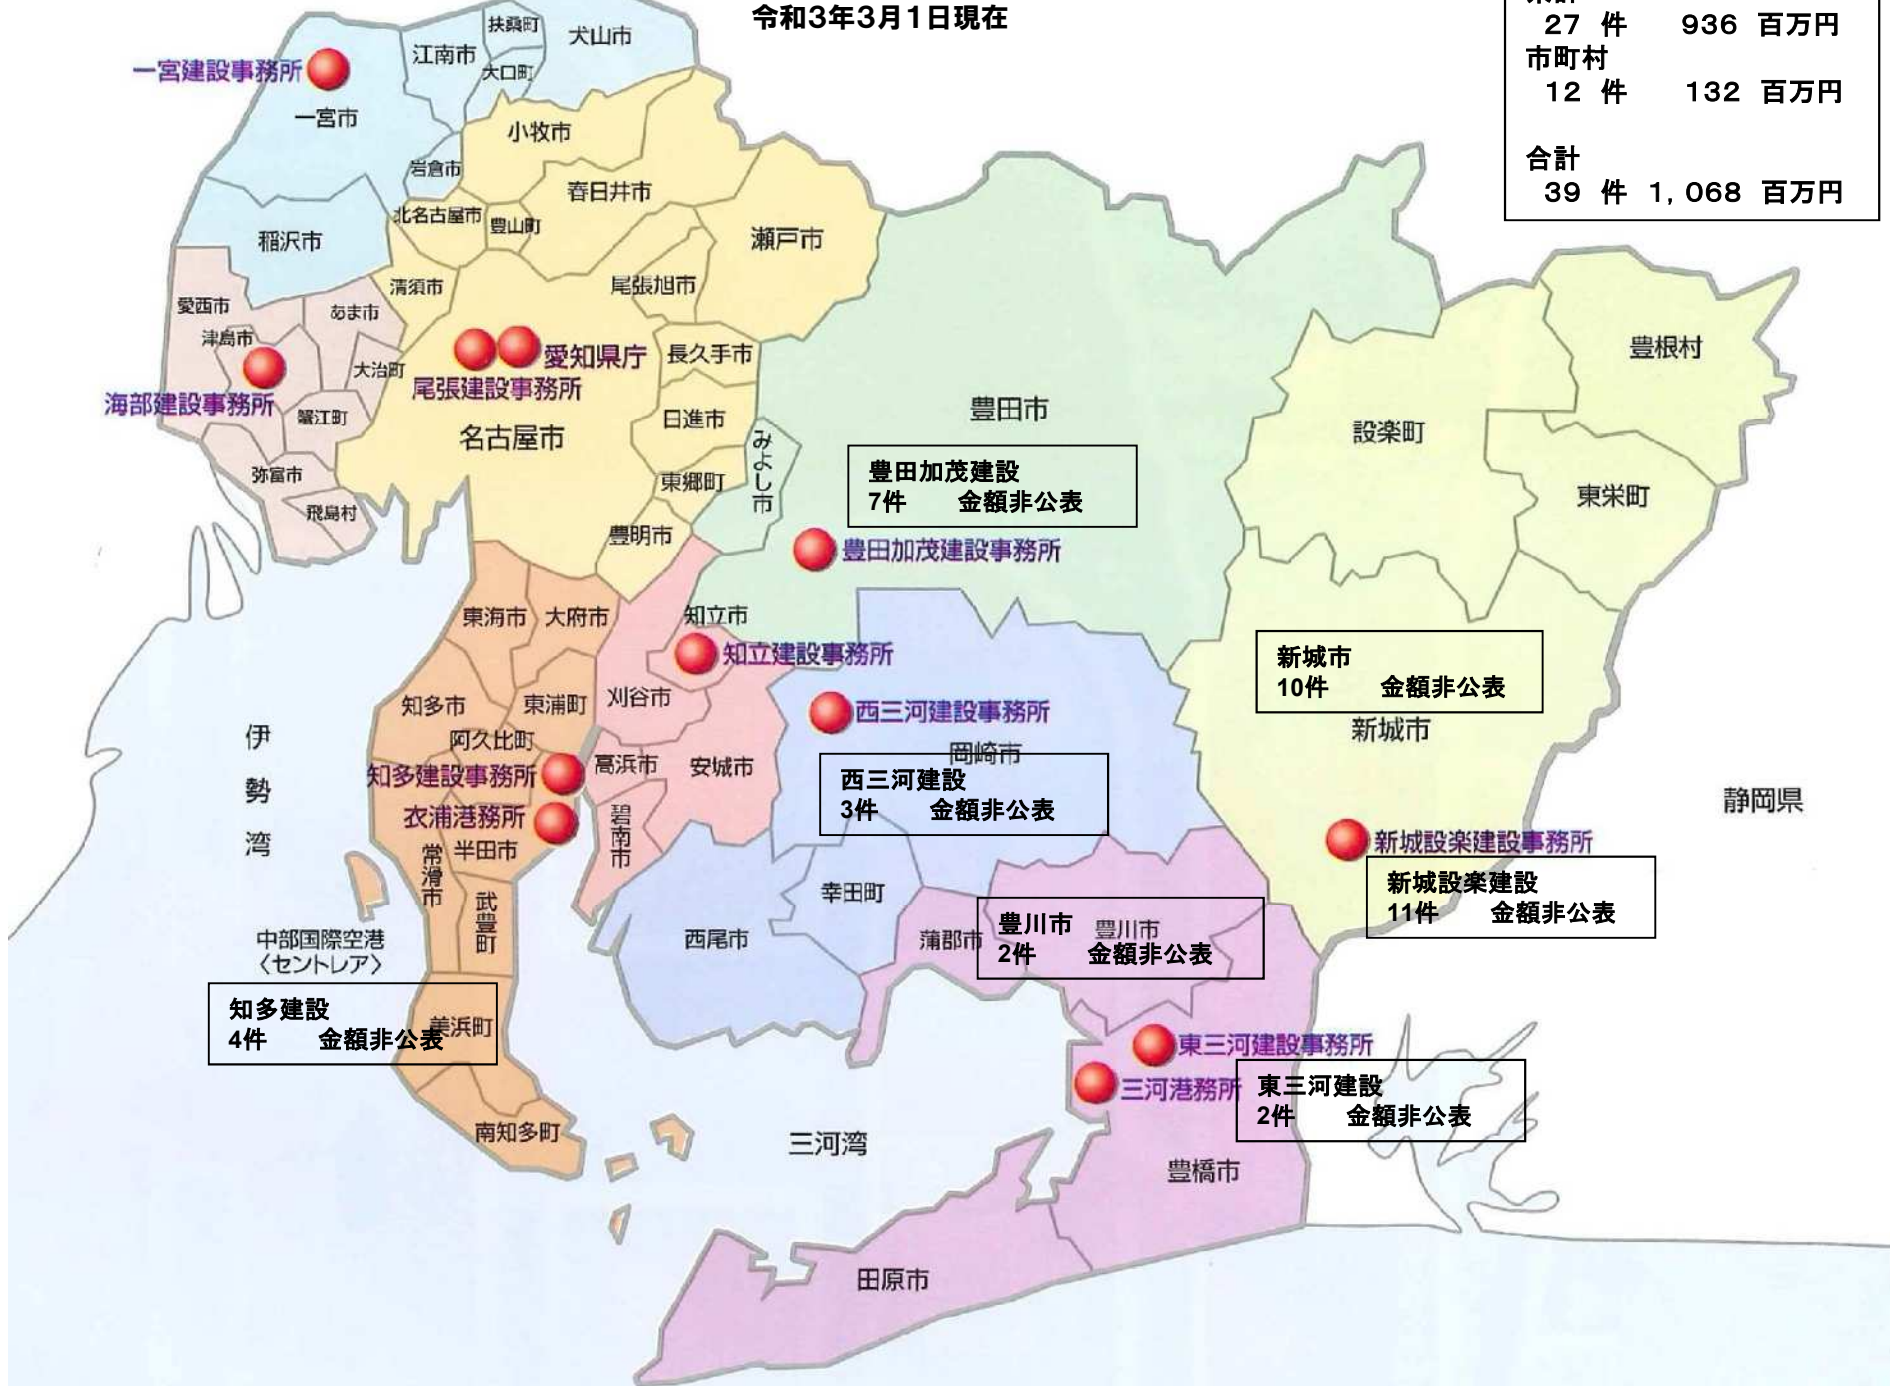 令和3年3月1日現在
27 件 936 百万円
市町村
12 件 132 百万円
合計
39 件 1,068 百万円
扶桑町
犬山市
江南市
大口町
一宮建設事務所
一宮市
小牧市
岩倉市
春日井市
北名古屋市
豊山町
稲沢市
瀬戸市
清須市
尾張旭市
愛西市
あま市
津島市
大治町
愛知県庁
長久手市
豊根村
海部建設事務所
尾張建設事務所
蟹江町
日進市
豊田市
設楽町
名古屋市
みよし市
弥富市
東郷町
豊田加茂建設
7件 金額非公表
東栄町
飛島村
豊明市
豊田加茂建設事務所
東海市
大府市
知立市
知立建設事務所
新城市
10件 金額非公表
新城市
知多市
東浦町
刈谷市
西三河建設事務所
岡崎市
阿久比町
伊勢湾
知多建設事務所
高浜市
安城市
西三河建設
3件 金額非公表
静岡県
衣浦港務所
碧南市
半田市
常滑市
新城設楽建設事務所
新城設楽建設
11件 金額非公表
武豊町
幸田町
中部国際空港
〈セントレア〉
西尾市
蒲郡市
豊川市
2件 金額非公表
豊川市
知多建設
4件 金額非公表
美浜町
東三河建設事務所
三河港務所
東三河建設
2件 金額非公表
南知多町
三河湾
豊橋市
田原市